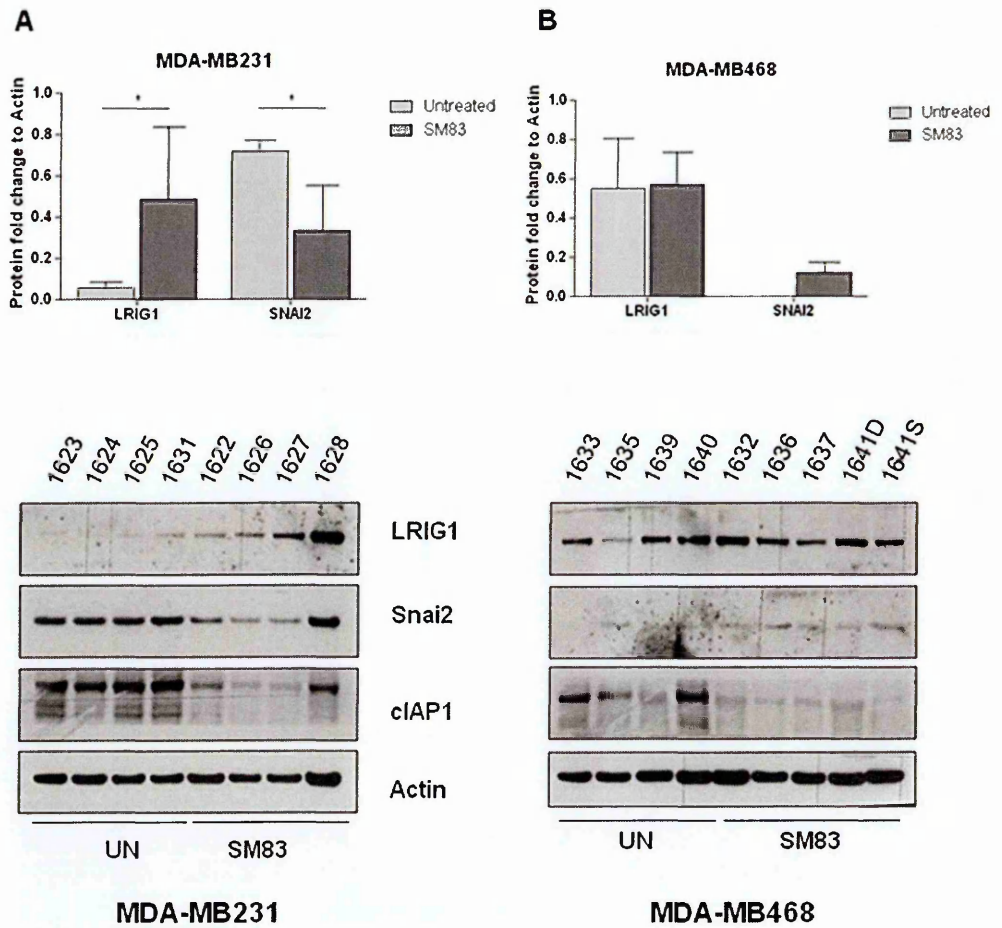 A
MDA-MB231
Protein fold change to Actin
1.0
0.8
0.6
0.4
0.2
0.0
LRIG1 SNAI2
* *
Untreated
SM83
B
MDA-MB468
Protein fold change to Actin
1.0
0.8
0.6
0.4
0.2
0.0
LRIG1 SNAI2
Untreated
SM83
1623 1624 1625 1631 1622 1626 1627 1628
1633 1635 1639 1640 1632 1636 1637 1641D 1641S
LRIG1
Snai2
cIAP1
Actin
UN SM83
UN SM83
MDA-MB231
MDA-MB468